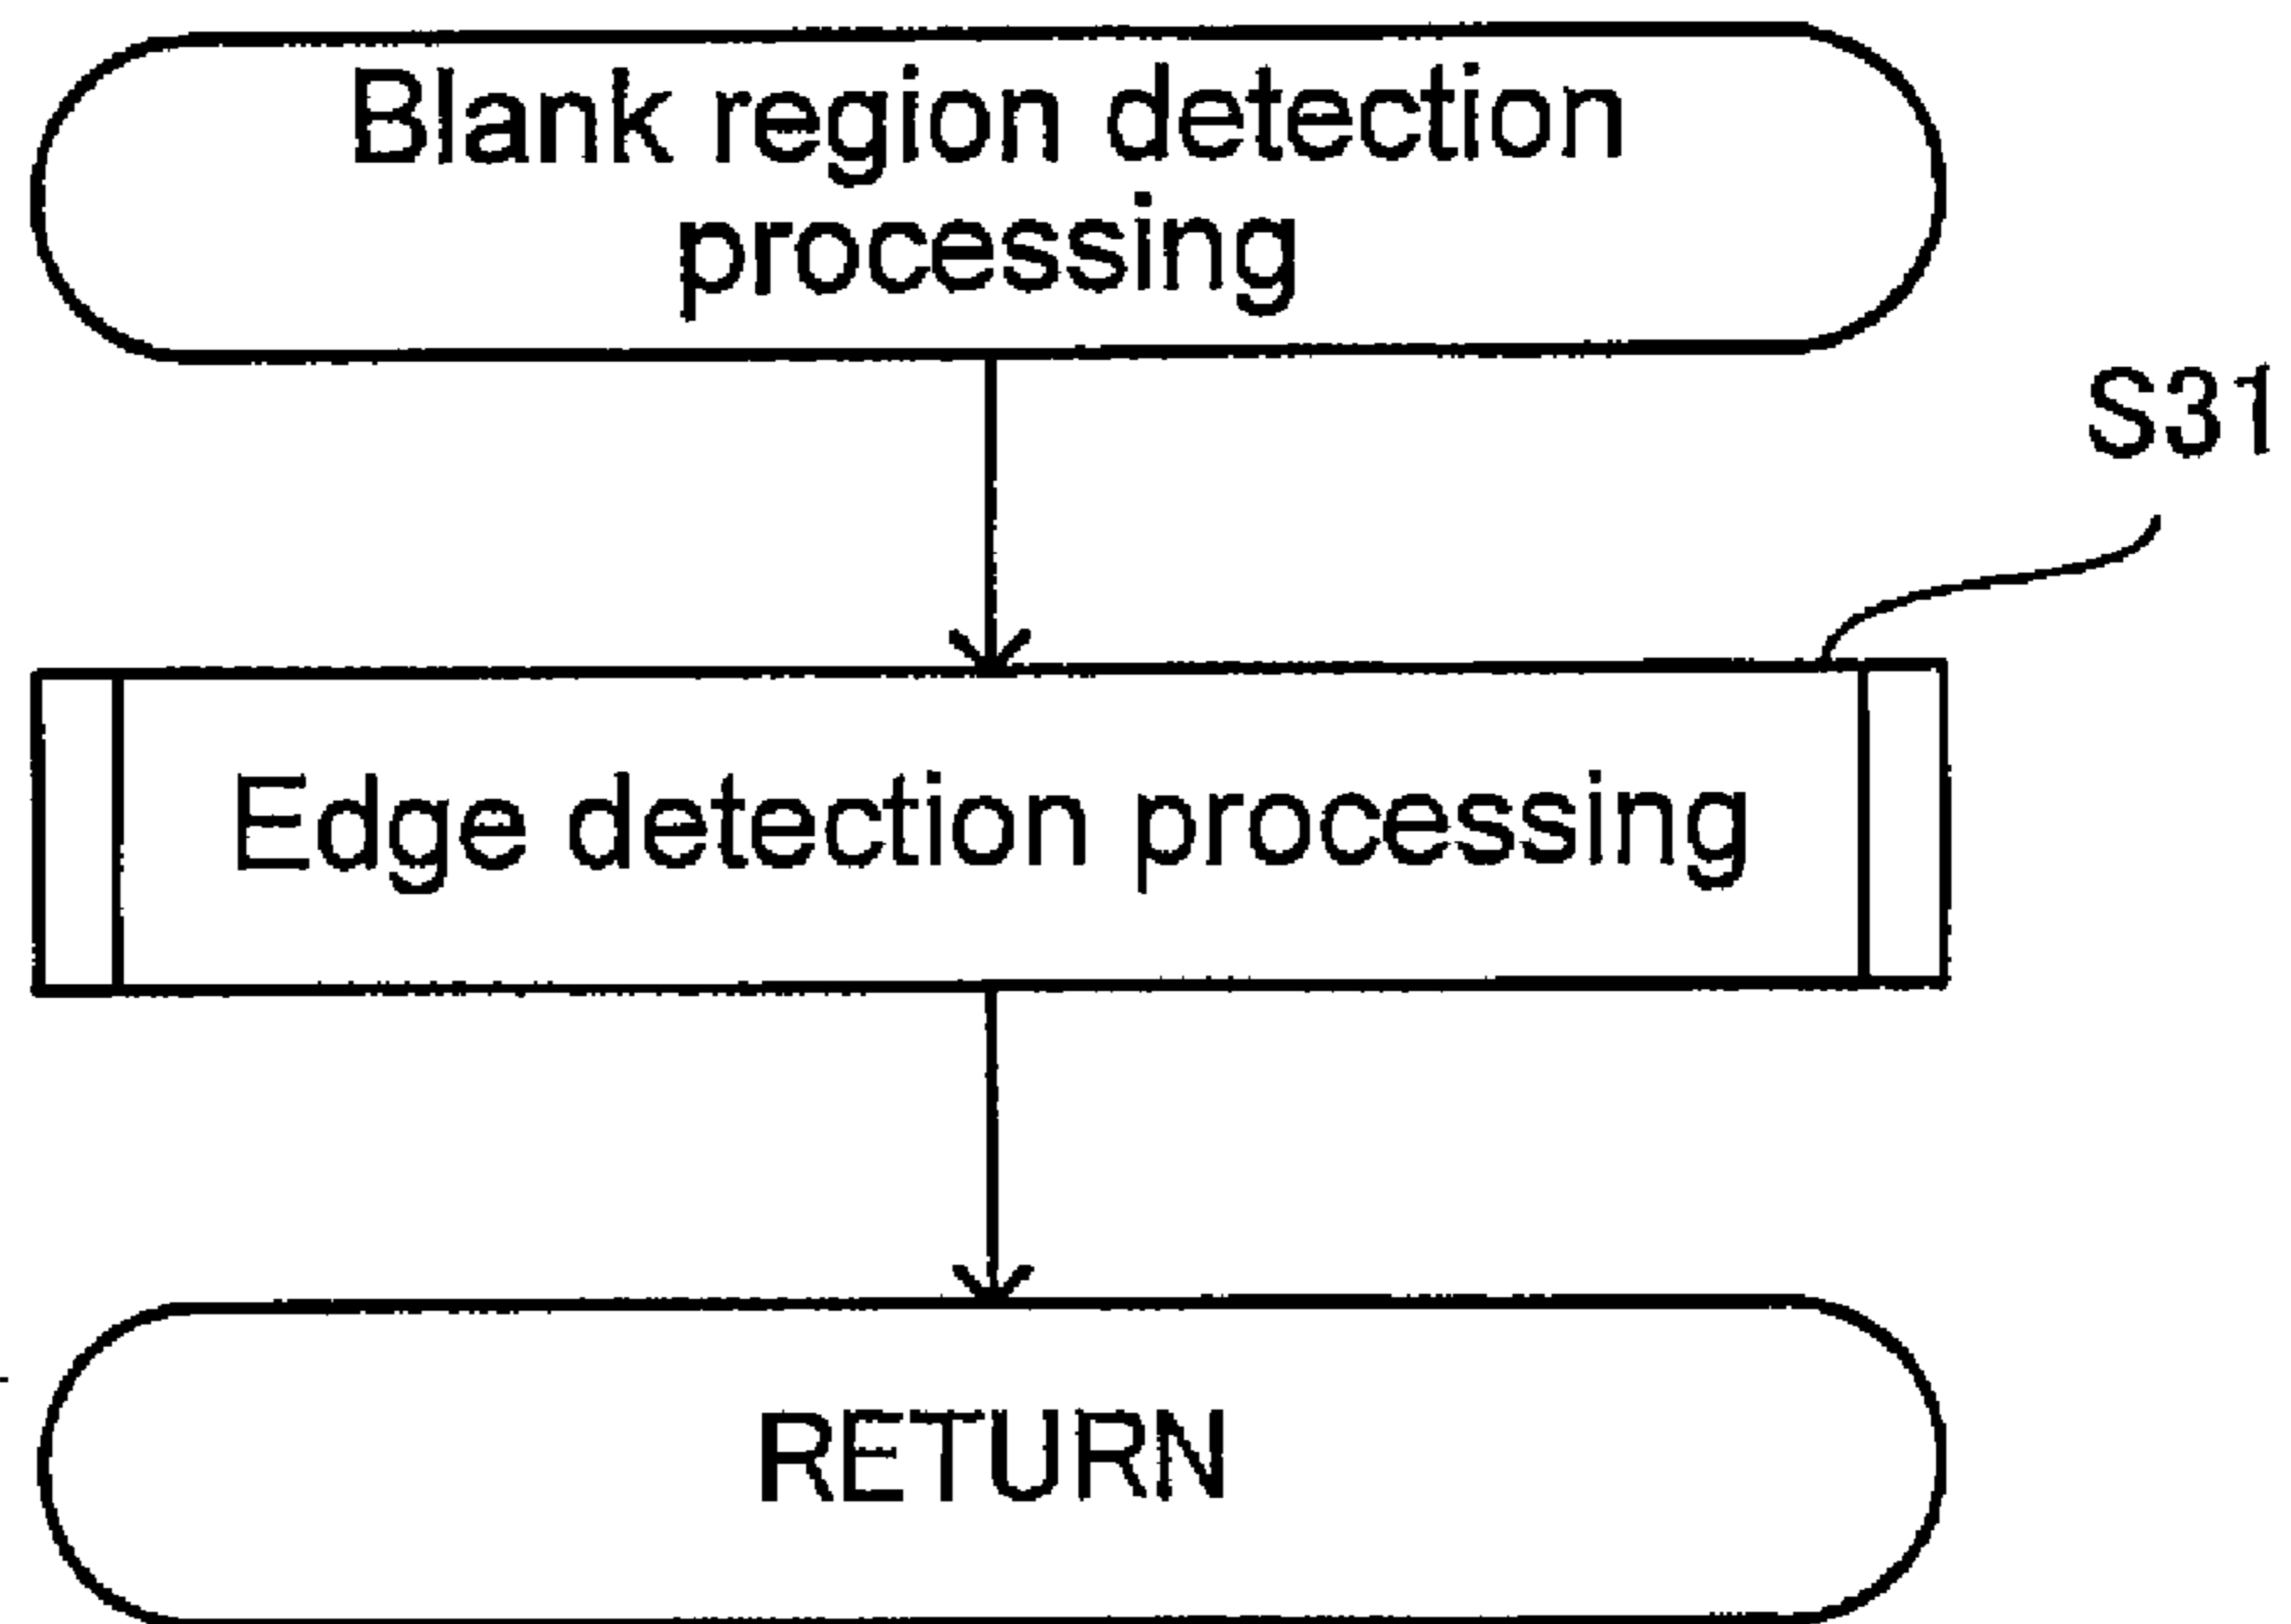 Blank region detection
processing
S31
Edge detection processing
RETURN